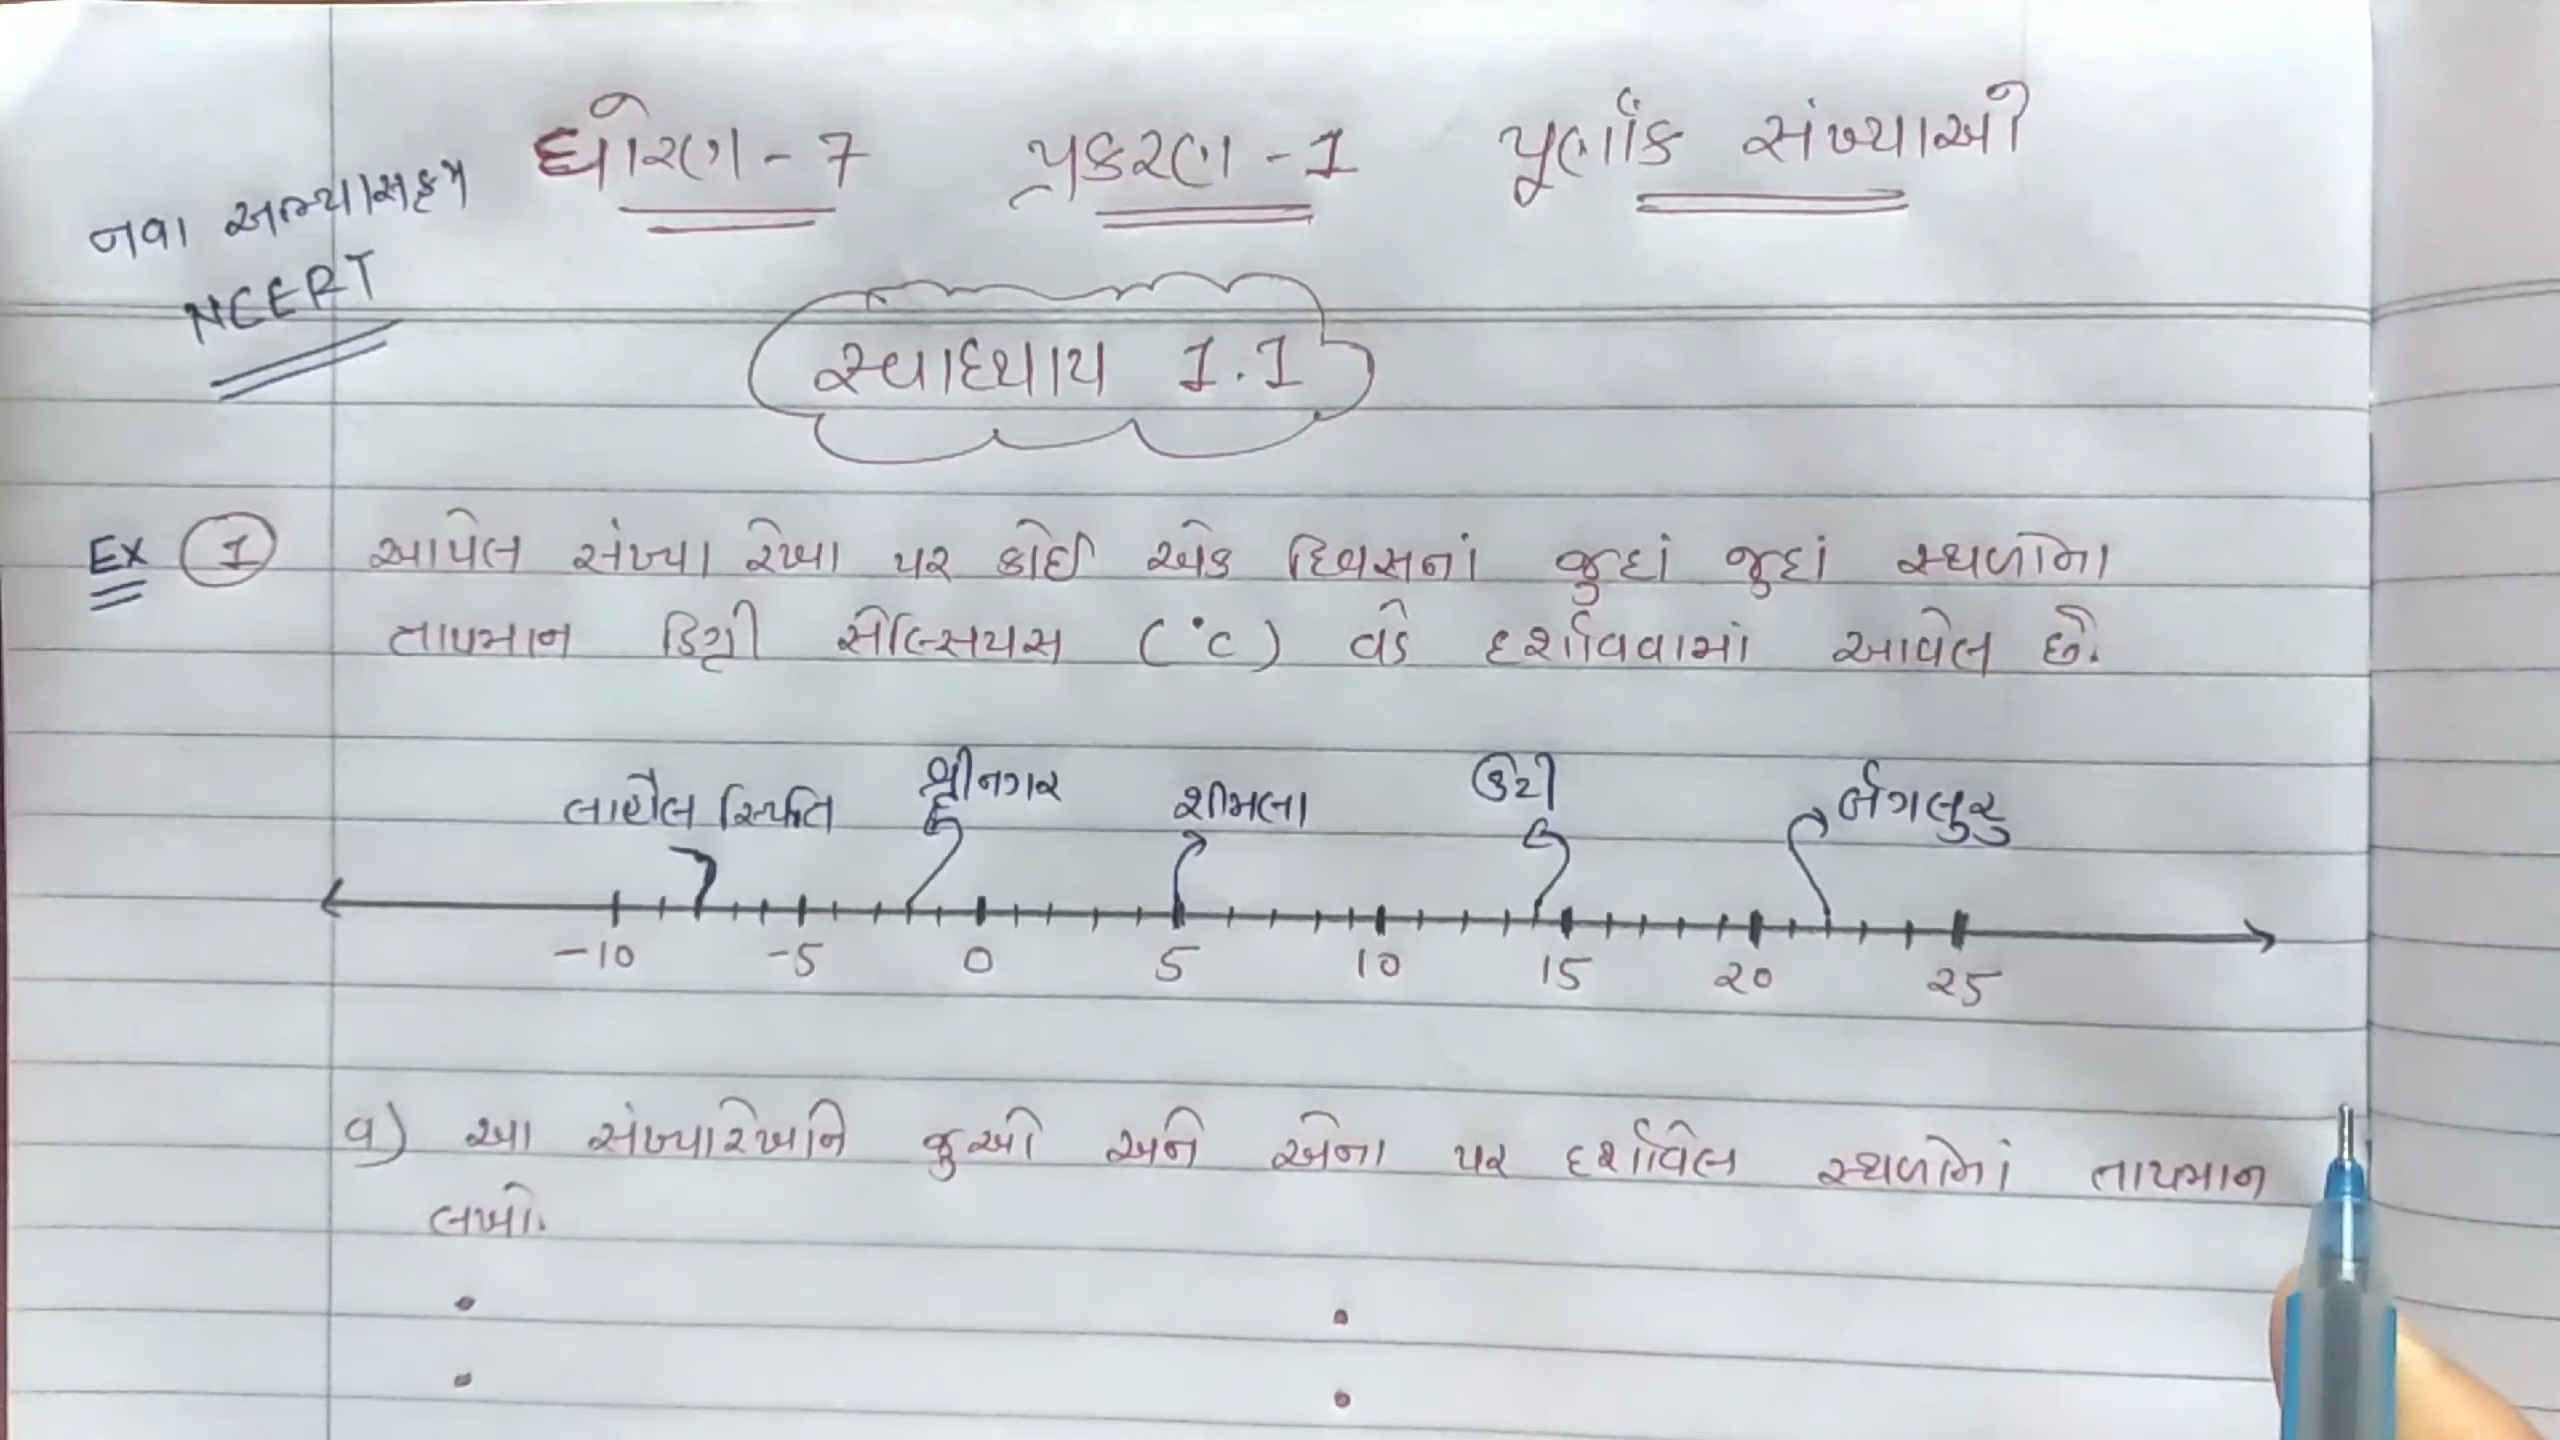 ધોરણ - 7 પ્રકરણ - 1 પૂર્ણાંક સંખ્યાઓ
નવા અભ્યાસક્રમ
NCERT
સ્વાધ્યાય 1.1
EX 1 આપેલ સંખ્યા રેખા પર કોઈ એક દિવસનાં જુદાં જુદાં સ્થળોના
તાપમાન ડિગ્રી સેલ્સિયસ (°C) વડે દર્શાવવામાં આવેલ છે.
લાહૌલ સ્પિતિ શ્રીનગર શીમલા ઉટી બેંગલુરુ
-10 -5 0 5 10 15 20 25
a) આ સંખ્યારેખાને જુઓ અને એના પર દર્શાવેલ સ્થળોનાં તાપમાન
લખો.